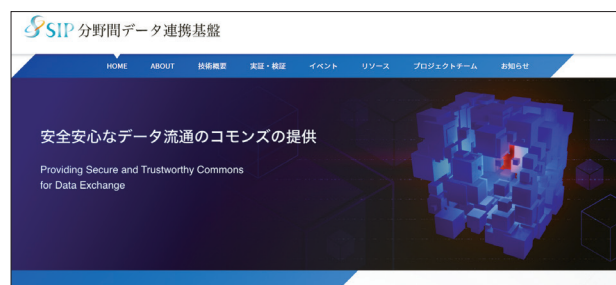 SIP 分野間データ連携基盤
HOME ABOUT 技術概要 実証・検証 イベント リソース プロジェクトチーム お知らせ
安全安心なデータ流通のコモンズの提供
Providing Secure and Trustworthy Commons
for Data Exchange